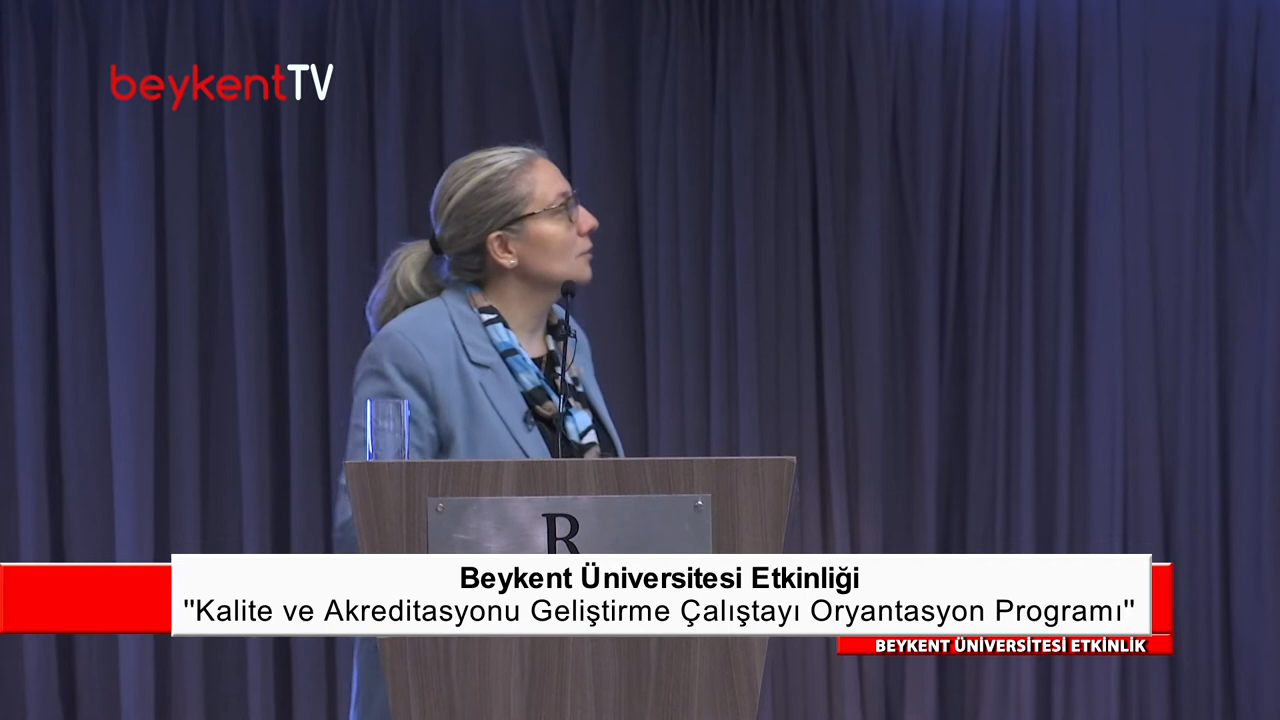 beykentTV
R
Beykent Üniversitesi Etkinliği
"Kalite ve Akreditasyonu Geliştirme Çalıştayı Oryantasyon Programı"
BEYKENT ÜNİVERSİTESİ ETKİNLİK